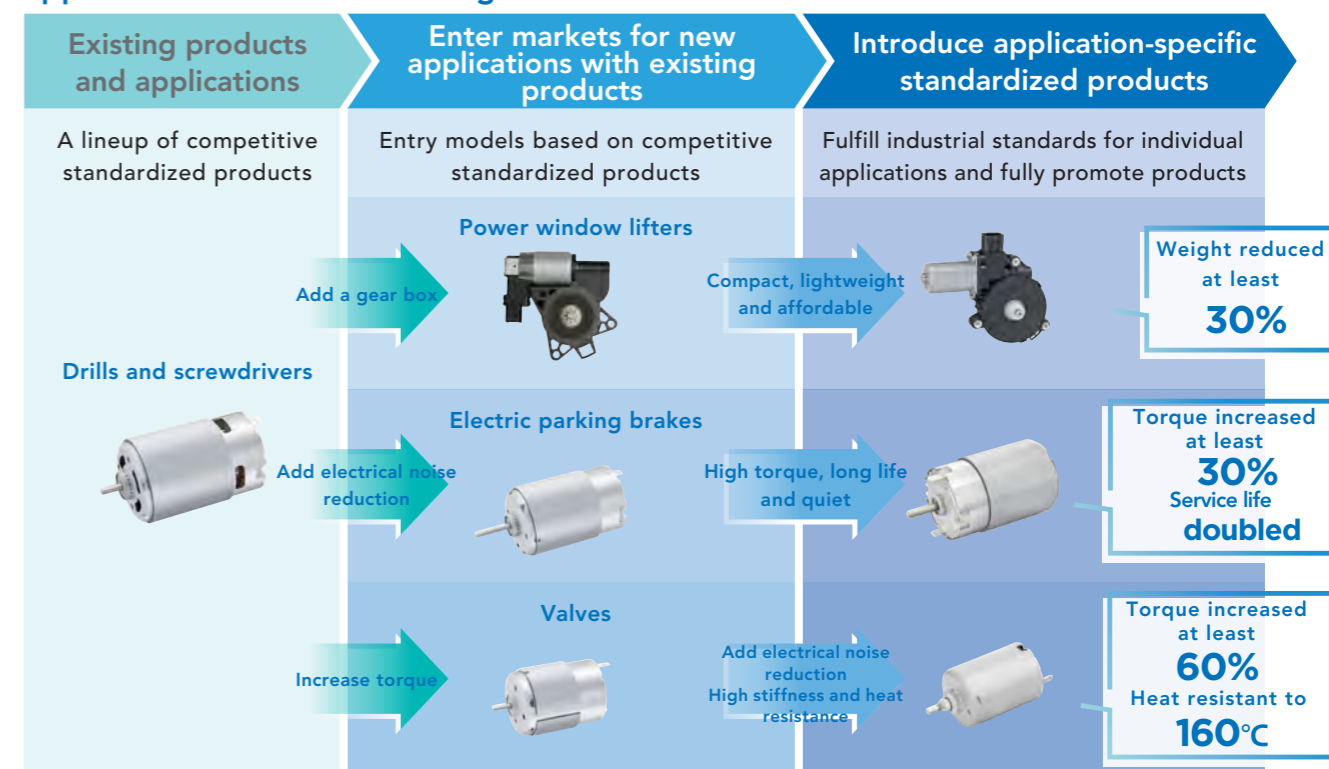 Existing products
and applications
Enter markets for new
applications with existing
products
Introduce application-specific
standardized products
A lineup of competitive
standardized products
Entry models based on competitive
standardized products
Fulfill industrial standards for individual
applications and fully promote products
Drills and screwdrivers
Add a gear box
Power window lifters
Compact, lightweight
and affordable
Weight reduced
at least
30%
Add electrical noise
reduction
Electric parking brakes
High torque, long life
and quiet
Torque increased
at least
30%
Service life
doubled
Increase torque
Valves
Add electrical noise
reduction
High stiffness and heat
resistance
Torque increased
at least
60%
Heat resistant to
160°C